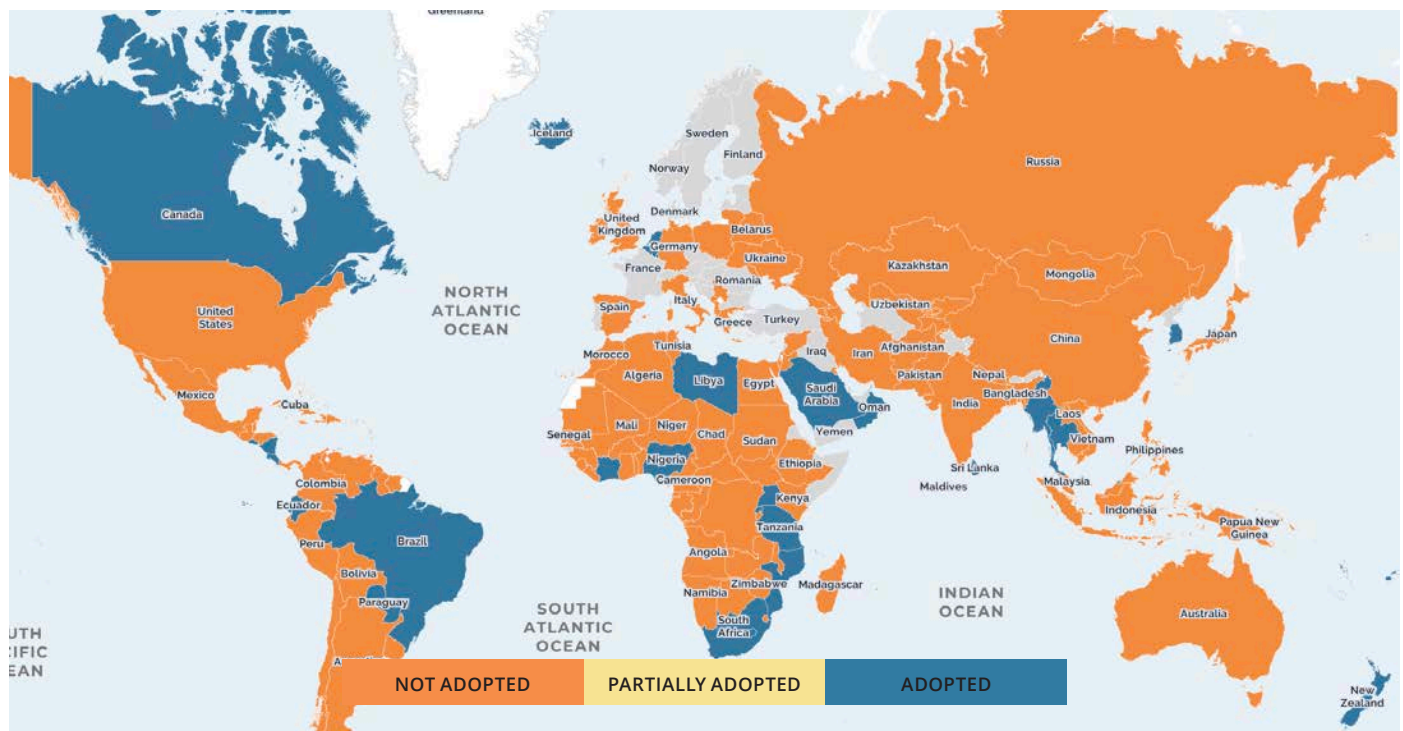 Greenland
Iceland
Sweden
Finland
Norway
Russia
Canada
Denmark
United
Kingdom
Belarus
Germany
Ukraine
France
Kazakhstan
Mongolia
Romania
NORTH
ATLANTIC
OCEAN
United
States
Spain
Italy
Uzbekistan
Greece
Turkey
Japan
China
Tunisia
Morocco
Iraq
Iran
Afghanistan
Algeria
Libya
Egypt
Saudi
Arabia
Pakistan
Nepal
Mexico
Cuba
Bangladesh
India
Oman
Laos
Mali
Niger
Chad
Senegal
Sudan
Yemen
Vietnam
Philippines
Nigeria
Ethiopia
Sri Lanka
Cameroon
Maldives
Malaysia
Colombia
Kenya
Ecuador
Indonesia
Papua New
Guinea
Tanzania
Brazil
Peru
Angola
Bolivia
Zimbabwe
Madagascar
Namibia
INDIAN
OCEAN
Paraguay
SOUTH
ATLANTIC
OCEAN
South
Africa
Australia
UTH
IFIC
EAN
NOT ADOPTED
PARTIALLY ADOPTED
ADOPTED
New
Zealand